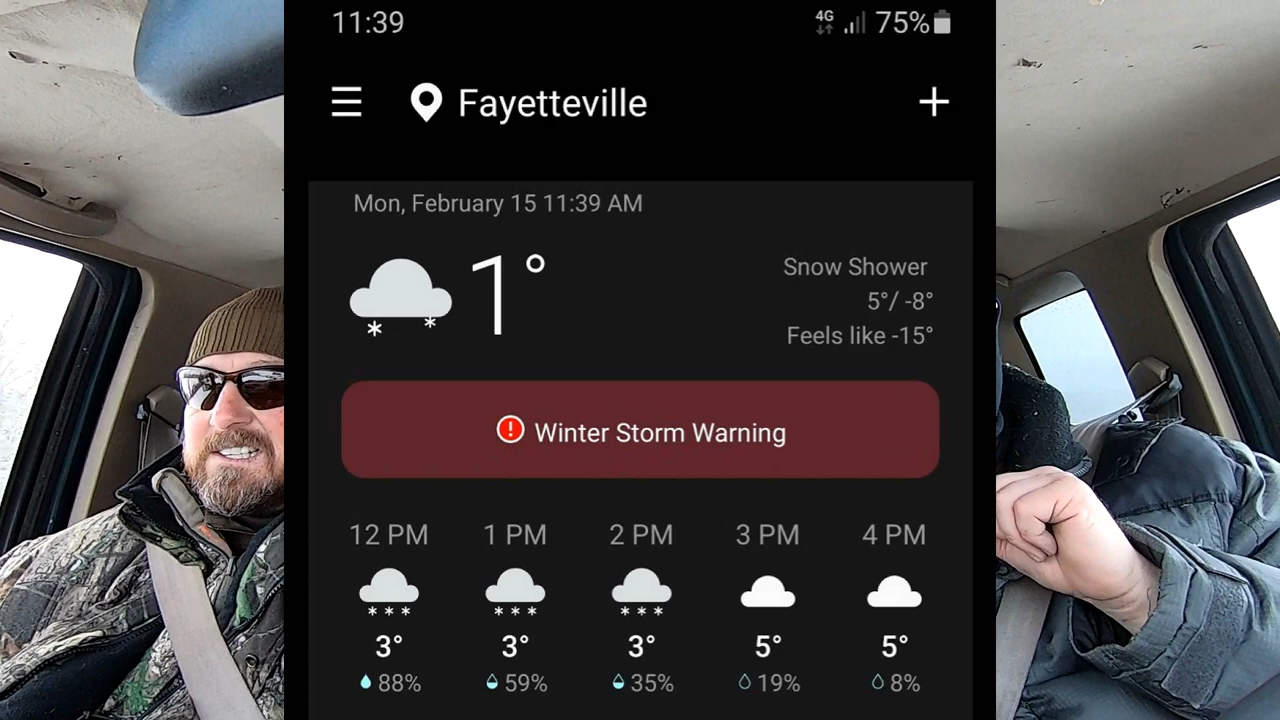 11:39
4G 75%
Fayetteville
Mon, February 15 11:39 AM
1°
Snow Shower
5°/ -8°
Feels like -15°
Winter Storm Warning
12 PM 1 PM 2 PM 3 PM 4 PM
3° 3° 3° 5° 5°
88% 59% 35% 19% 8%